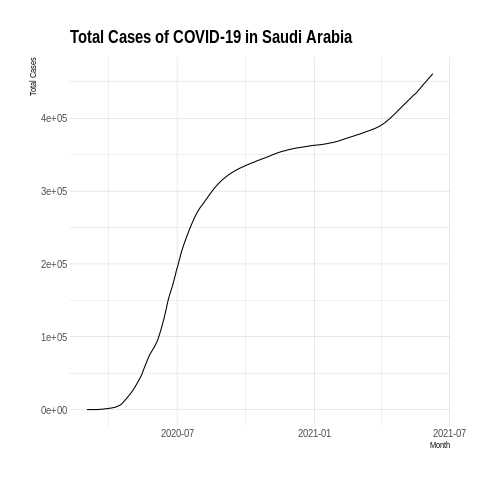 Total Cases of COVID-19 in Saudi Arabia
Total Cases
4e+05
3e+05
2e+05
1e+05
0e+00
2020-07
2021-01
2021-07
Month